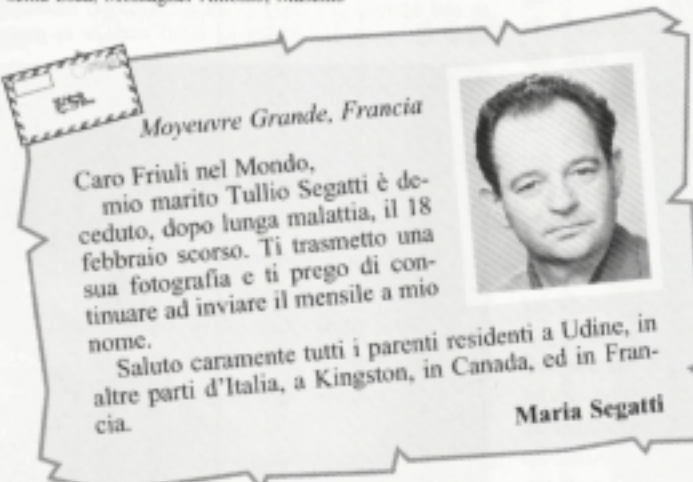 Moyeuvre Grande, Francia
Caro Friuli nel Mondo,
mio marito Tullio Segatti è de-
ceduto, dopo lunga malattia, il 18
febbraio scorso. Ti trasmetto una
sua fotografia e ti prego di con-
tinuare ad inviare il mensile a mio
nome.
Saluto caramente tutti i parenti residenti a Udine, in
altre parti d'Italia, a Kingston, in Canada, ed in Fran-
cia.
Maria Segatti